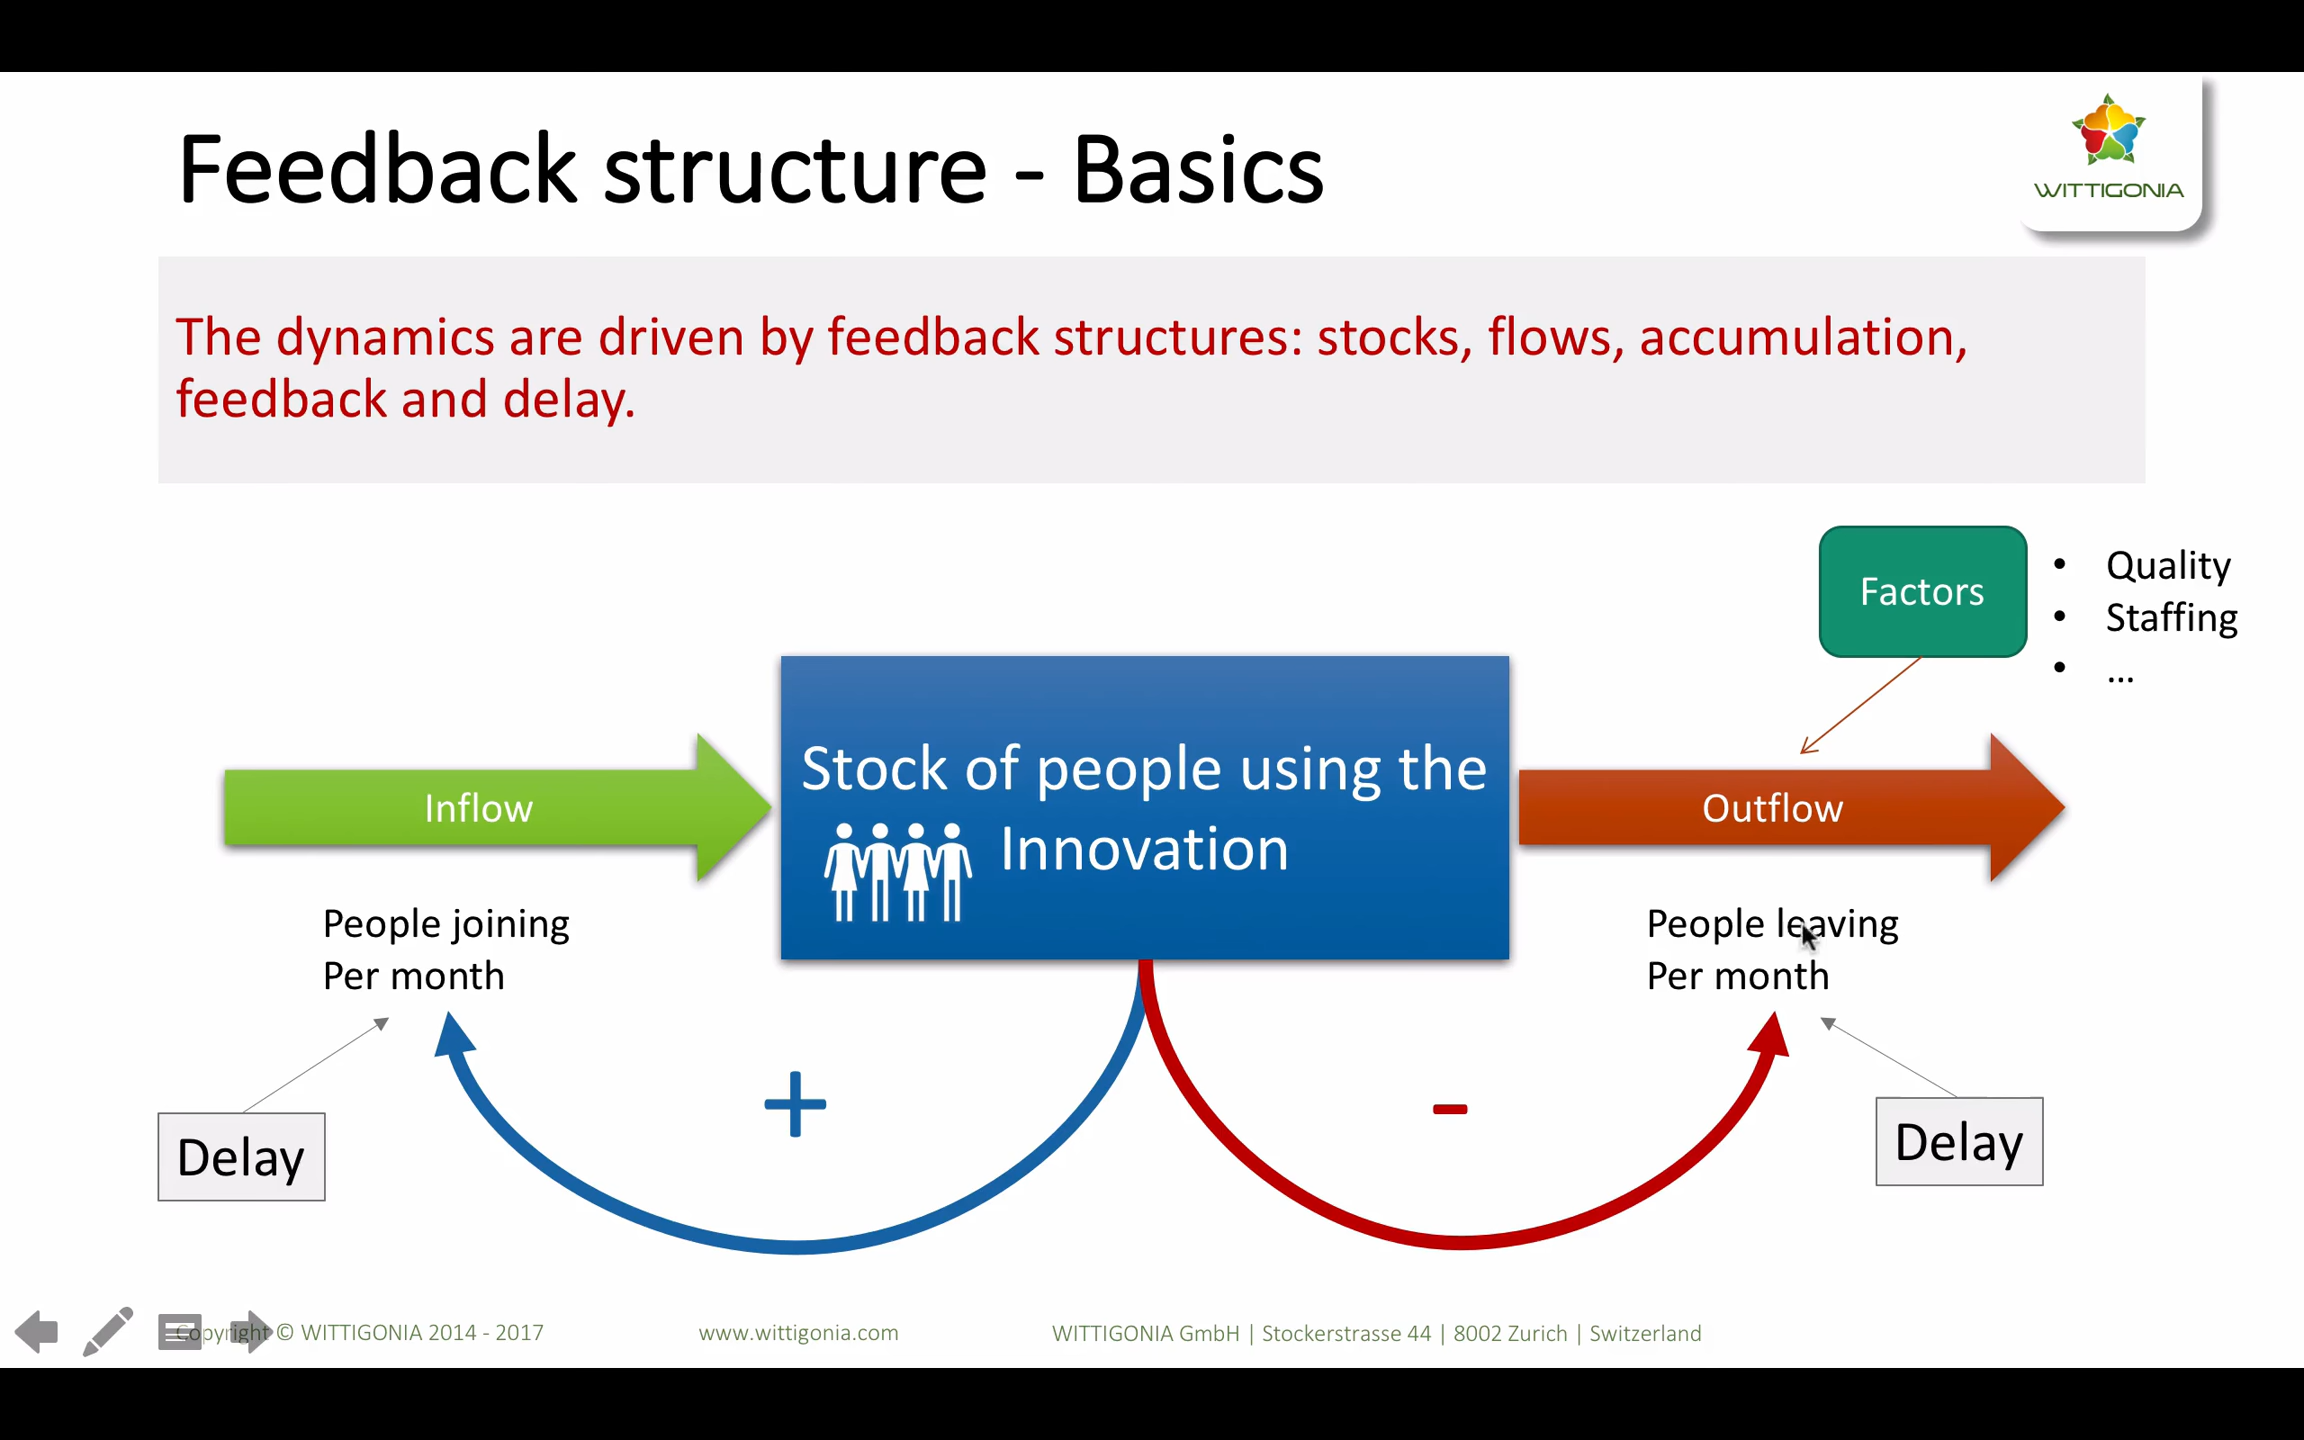 Feedback structure - Basics
WITTIGONIA
The dynamics are driven by feedback structures: stocks, flows, accumulation,
feedback and delay.
Factors
• Quality
• Staffing
• ...
Inflow
Stock of people using the
Innovation
Outflow
People joining
Per month
People leaving
Per month
+
-
Delay
Delay
Copyright © WITTIGONIA 2014 - 2017
www.wittigonia.com
WITTIGONIA GmbH | Stockerstrasse 44 | 8002 Zurich | Switzerland